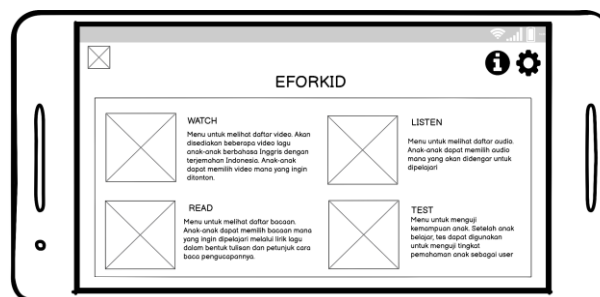 EFORKID
WATCH
Menu untuk melihat daftar video. Akan
disediakan beberapa video lagu
anak-anak berbahasa Inggris dengan
terjemahan Indonesia. Anak-anak
dapat memilih video mana yang ingin
ditonton.
LISTEN
Menu untuk melihat daftar audio.
Anak-anak dapat memilih audio
mana yang akan didengar untuk
dipelajari
READ
Menu untuk melihat daftar bacaan.
Anak-anak dapat memilih bacaan mana
yang ingin dipelajari melalui lirik lagu
dalam bentuk tulisan dan petunjuk cara
baca pengucapannya.
TEST
Menu untuk menguji
kemampuan anak. Setelah anak
belajar, tes dapat digunakan
untuk menguji tingkat
pemahaman anak sebagai user